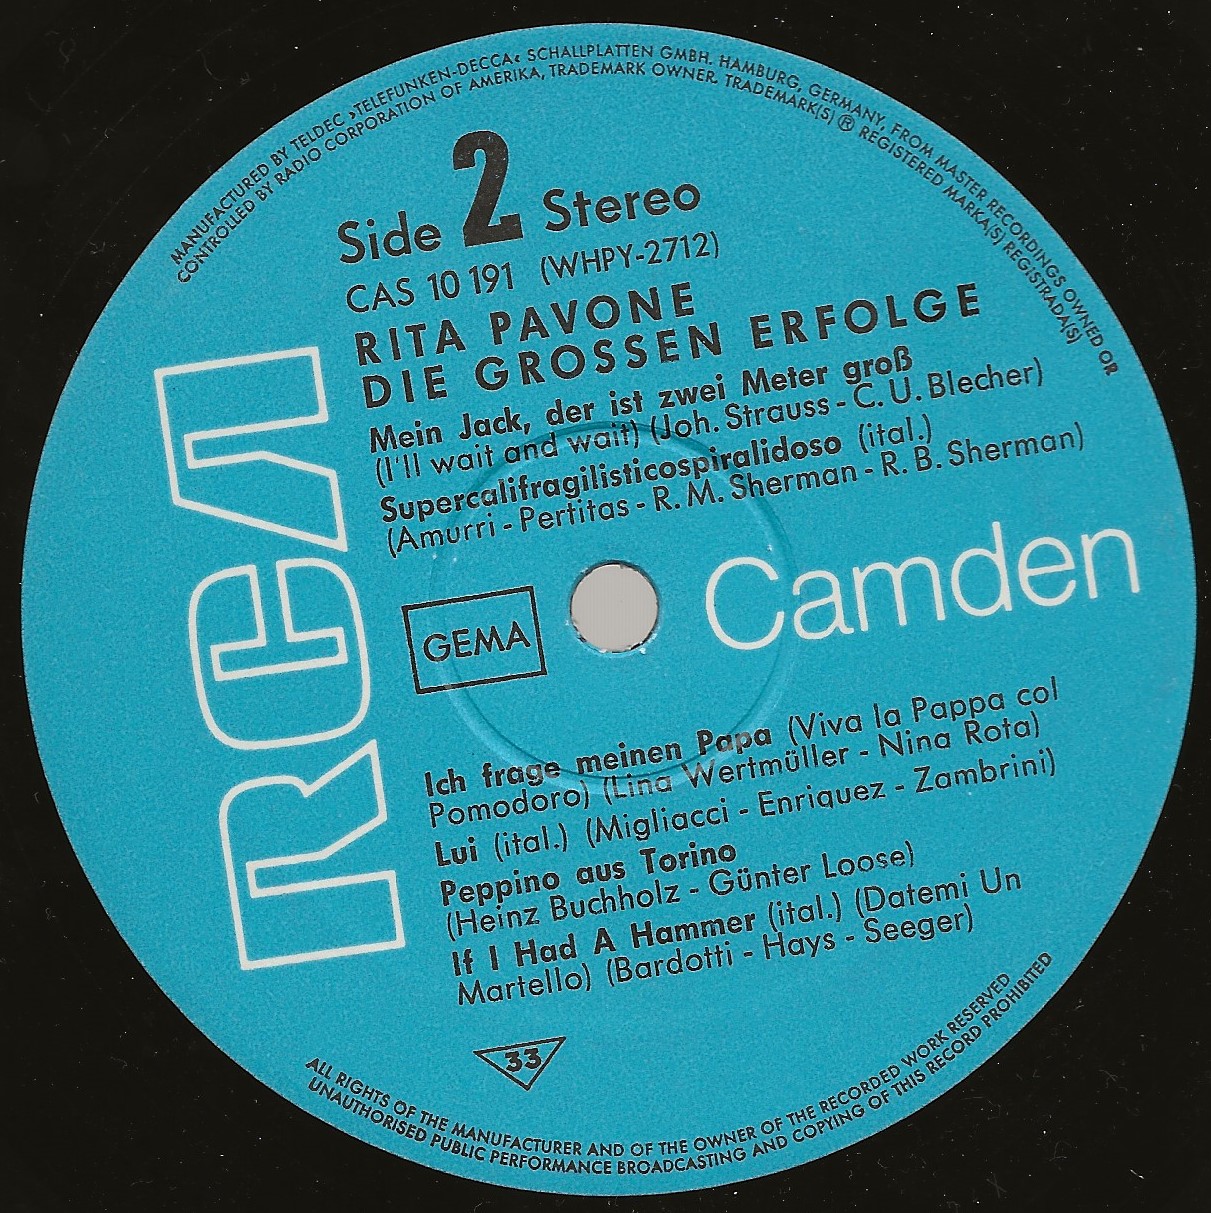 MANUFACTURED BY TELDEC ›TELEFUNKEN-DECCA‹ SCHALLPLATTEN GMBH. HAMBURG, GERMANY, FROM MASTER RECORDINGS OWNED OR
CONTROLLED BY RADIO CORPORATION OF AMERIKA, TRADEMARK OWNER. TRADEMARK(S) ® REGISTERED MARKA(S) REGiSTRADA(S)
Side 2 Stereo
CAS 10 191 (WHPY-2712)
RITA PAVONE
DIE GROSSEN ERFOLGE
Mein Jack, der ist zwei Meter groß
(I'll wait and wait) (Joh. Strauss - C. U. Blecher)
Supercalifragilisticospiralidoso (ital.)
(Amurri - Pertitas - R. M. Sherman - R. B. Sherman)
RCA
Camden
GEMA
Ich frage meinen Papa (Viva la Pappa col
Pomodoro) (Lina Wertmüller - Nina Rota)
Lui (ital.) (Migliacci - Enriquez - Zambrini)
Peppino aus Torino
(Heinz Buchholz - Günter Loose)
If I Had A Hammer (ital.) (Datemi Un
Martello) (Bardotti - Hays - Seeger)
33
ALL RIGHTS OF THE MANUFACTURER AND OF THE OWNER OF THE RECORDED WORK RESERVED
UNAUTHORISED PUBLIC PERFORMANCE BROADCASTING AND COPYING OF THIS RECORD PROHIBITED